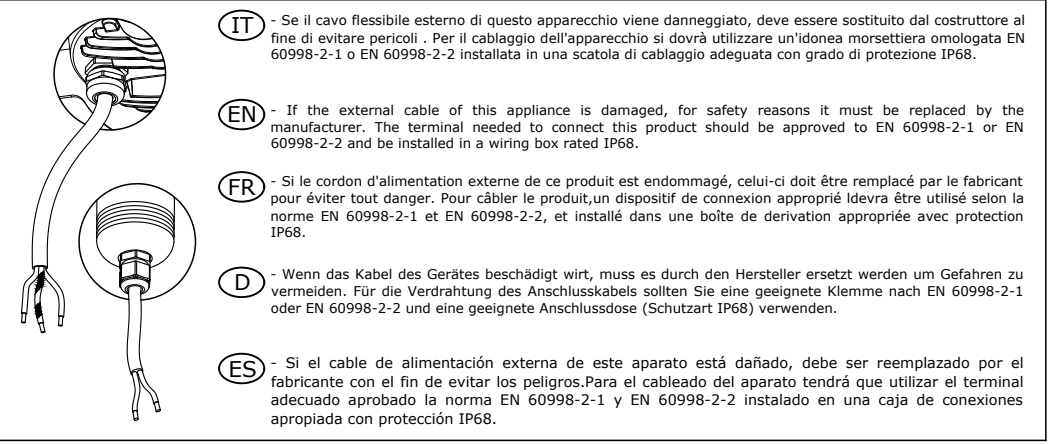 IT - Se il cavo flessibile esterno di questo apparecchio viene danneggiato, deve essere sostituito dal costruttore al
fine di evitare pericoli . Per il cablaggio dell'apparecchio si dovrà utilizzare un'idonea morsettiera omologata EN
60998-2-1 o EN 60998-2-2 installata in una scatola di cablaggio adeguata con grado di protezione IP68.
EN - If the external cable of this appliance is damaged, for safety reasons it must be replaced by the
manufacturer. The terminal needed to connect this product should be approved to EN 60998-2-1 or EN
60998-2-2 and be installed in a wiring box rated IP68.
FR - Si le cordon d'alimentation externe de ce produit est endommagé, celui-ci doit être remplacé par le fabricant
pour éviter tout danger. Pour câbler le produit,un dispositif de connexion approprié ldevra être utilisé selon la
norme EN 60998-2-1 et EN 60998-2-2, et installé dans une boîte de derivation appropriée avec protection
IP68.
D - Wenn das Kabel des Gerätes beschädigt wirt, muss es durch den Hersteller ersetzt werden um Gefahren zu
vermeiden. Für die Verdrahtung des Anschlusskabels sollten Sie eine geeignete Klemme nach EN 60998-2-1
oder EN 60998-2-2 und eine geeignete Anschlussdose (Schutzart IP68) verwenden.
ES - Si el cable de alimentación externa de este aparato está dañado, debe ser reemplazado por el
fabricante con el fin de evitar los peligros.Para el cableado del aparato tendrá que utilizar el terminal
adecuado aprobado la norma EN 60998-2-1 y EN 60998-2-2 instalado en una caja de conexiones
apropiada con protección IP68.